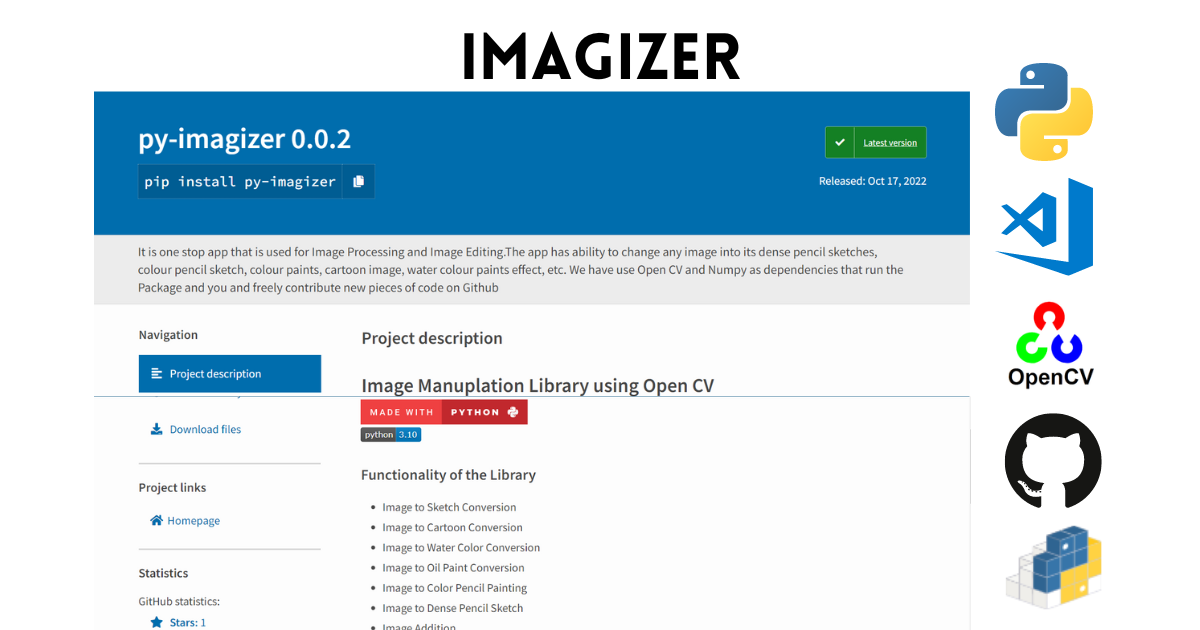 IMAGIZER
py-imagizer 0.0.2
pip install py-imagizer
Latest version
Released: Oct 17, 2022
It is one stop app that is used for Image Processing and Image Editing.The app has ability to change any image into its dense pencil sketches,
colour pencil sketch, colour paints, cartoon image, water colour paints effect, etc. We have use Open CV and Numpy as dependencies that run the
Package and you and freely contribute new pieces of code on Github
Navigation
Project description
Download files
Project links
Homepage
Statistics
GitHub statistics:
Stars: 1
Project description
Image Manuplation Library using Open CV
MADE WITH PYTHON
python 3.10
Functionality of the Library
Image to Sketch Conversion
Image to Cartoon Conversion
Image to Water Color Conversion
Image to Oil Paint Conversion
Image to Color Pencil Painting
Image to Dense Pencil Sketch
Image Addition
OpenCV